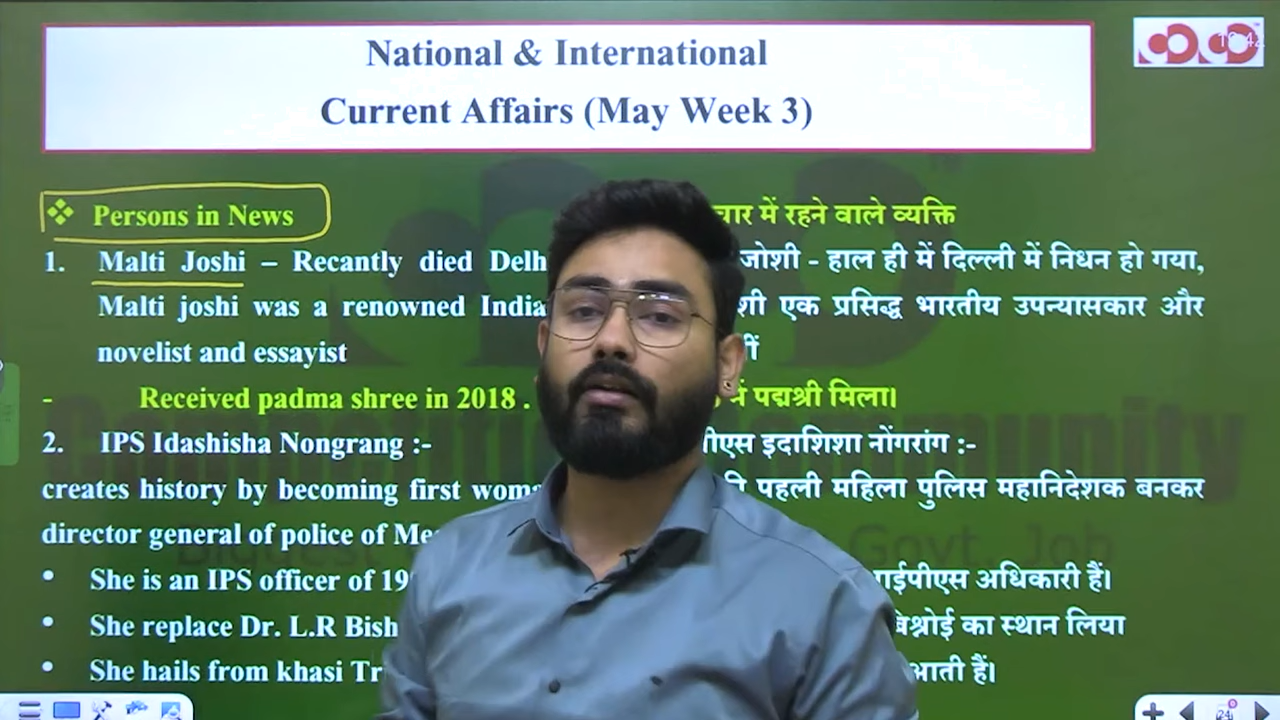 National & International
Current Affairs (May Week 3)
Persons in News
चार में रहने वाले व्यक्ति
1. Malti Joshi – Recantly died Delh
जोशी - हाल ही में दिल्ली में निधन हो गया,
Malti joshi was a renowned India
एक प्रसिद्ध भारतीय उपन्यासकार और
novelist and essayist
- Received padma shree in 2018 .
में पद्मश्री मिला।
2. IPS Idashisha Nongrang :-
पीएस इदाशिशा नोंगरांग :-
creates history by becoming first woma
पहली महिला पुलिस महानिदेशक बनकर
director general of police of Me
• She is an IPS officer of 19
आईपीएस अधिकारी हैं।
• She replace Dr. L.R Bish
बिश्नोई का स्थान लिया
• She hails from khasi Tr
आती हैं।
Govt. Job
24